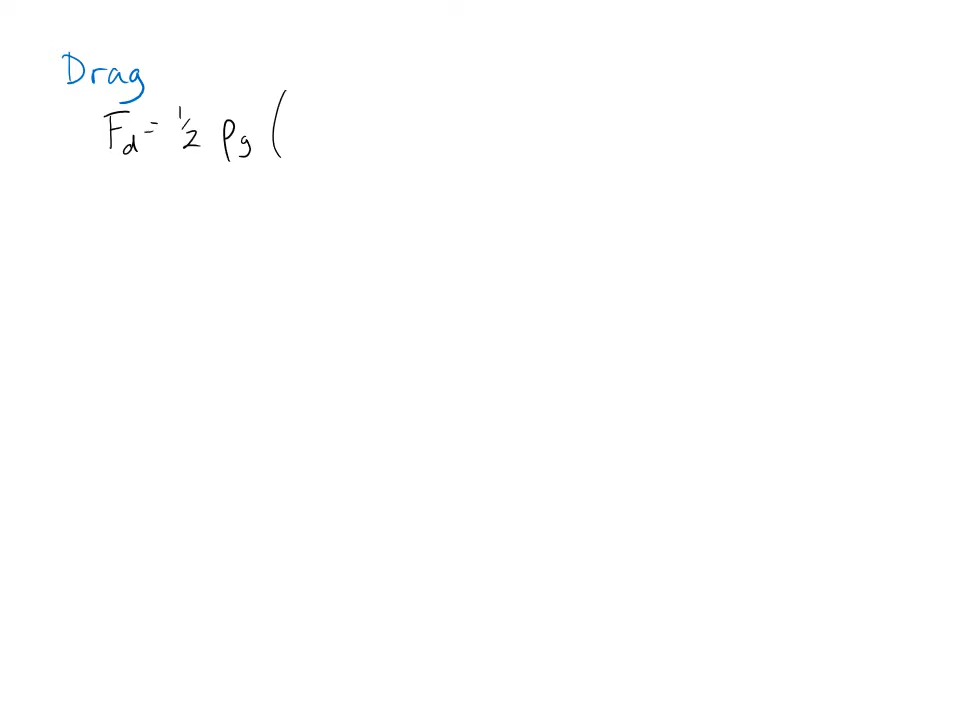 Drag
F_d = 1/2 ρ_g (